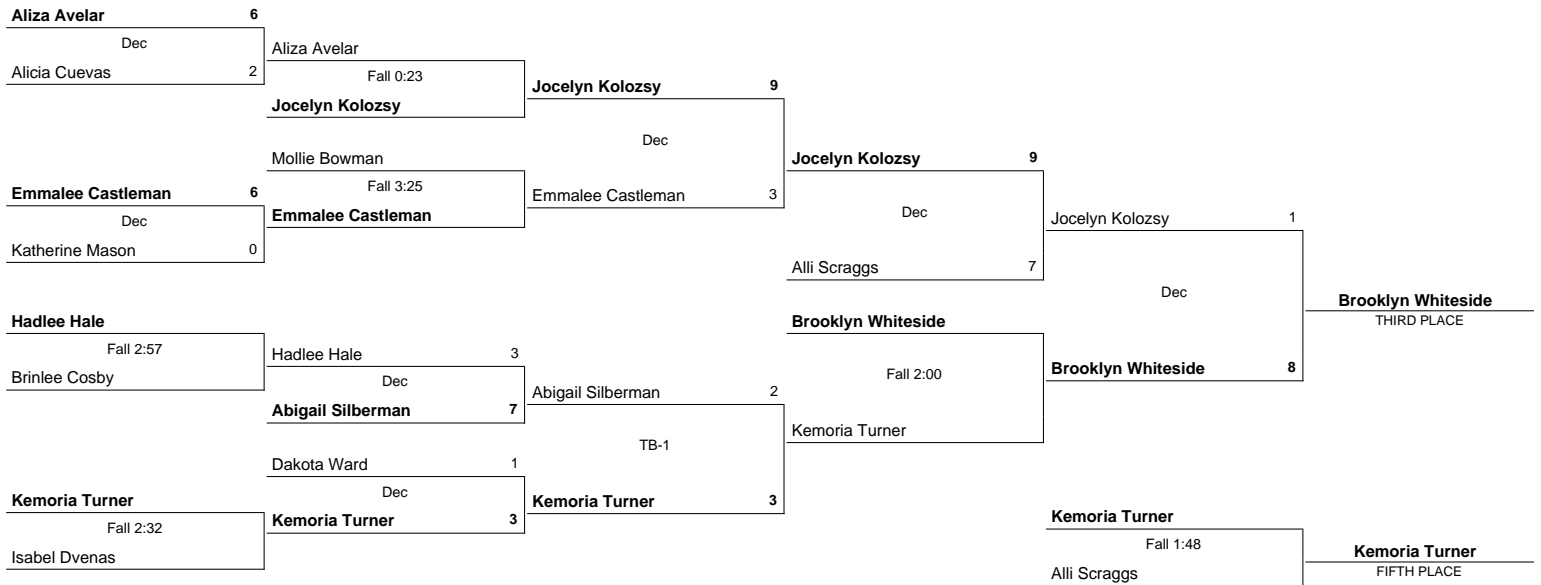 Aliza Avelar 6
Dec
Alicia Cuevas 2
Emmalee Castleman 6
Dec
Katherine Mason 0
Hadlee Hale
Fall 2:57
Brinlee Cosby
Kemoria Turner
Fall 2:32
Isabel Dvenas
Aliza Avelar
Fall 0:23
Jocelyn Kolozsy
Mollie Bowman
Fall 3:25
Emmalee Castleman
Hadlee Hale 3
Dec
Abigail Silberman 7
Dakota Ward 1
Dec
Kemoria Turner 3
Jocelyn Kolozsy 9
Dec
Emmalee Castleman 3
Abigail Silberman 2
TB-1
Kemoria Turner 3
Jocelyn Kolozsy 9
Dec
Alli Scraggs 7
Brooklyn Whiteside
Fall 2:00
Kemoria Turner
Jocelyn Kolozsy 1
Dec
Brooklyn Whiteside 8
Brooklyn Whiteside
THIRD PLACE
Kemoria Turner
Fall 1:48
Alli Scraggs
Kemoria Turner
FIFTH PLACE